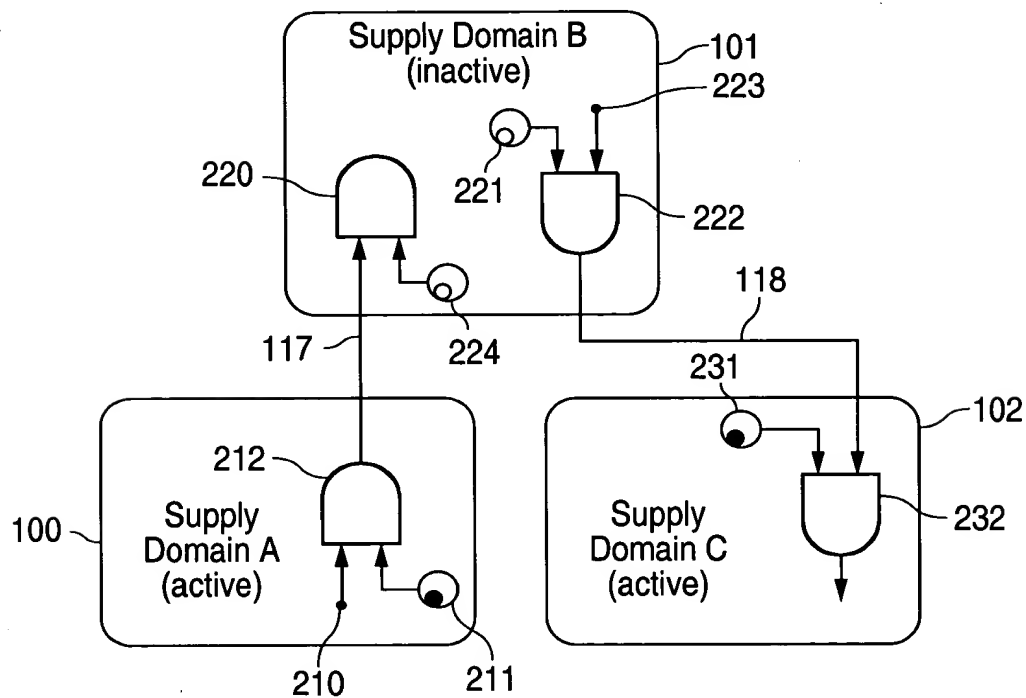 Supply Domain B
(inactive)
101
223
221
220
222
224
117
118
231
102
212
100
Supply
Domain A
(active)
Supply
Domain C
(active)
232
210
211